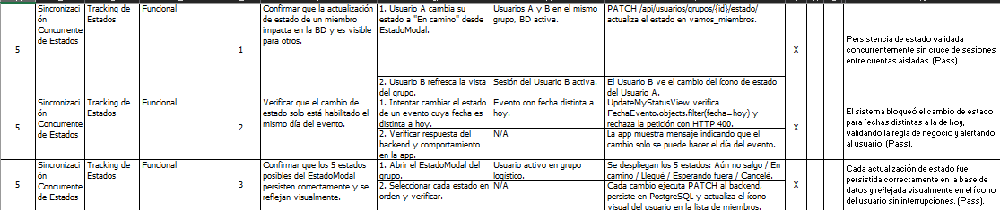 5
Sincronizaci
ón
Concurrente
de Estados
Tracking de
Estados
Funcional
1
Confirmar que la actualización
de estado de un miembro
impacta en la BD y es visible
para otros.
1. Usuario A cambia su
estado a "En camino" desde
EstadoModal.
Usuarios A y B en el mismo
grupo, BD activa.
PATCH /api/usuarios/grupos/{id}/estado/
actualiza el estado en vamos_miembros.
2. Usuario B refresca la vista
del grupo.
Sesión del Usuario B activa.
El Usuario B ve el cambio del ícono de estado
del Usuario A.
X
Persistencia de estado validada
concurrentemente sin cruce de sesiones
entre cuentas aisladas. (Pass).
5
Sincronizaci
ón
Concurrente
de Estados
Tracking de
Estados
Funcional
2
Verificar que el cambio de
estado solo está habilitado el
mismo día del evento.
1. Intentar cambiar el estado
de un evento cuya fecha es
distinta a hoy.
Evento con fecha distinta a
hoy.
UpdateMyStatusView verifica
FechaEvento.objects.filter(fecha=hoy) y
rechaza la petición con HTTP 400.
2. Verificar respuesta del
backend y comportamiento
en la app.
N/A
La app muestra mensaje indicando que el
cambio solo se puede hacer el día del evento.
X
El sistema bloqueó el cambio de estado
para fechas distintas a la de hoy,
validando la regla de negocio y alertando
al usuario. (Pass).
5
Sincronizaci
ón
Concurrente
de Estados
Tracking de
Estados
Funcional
3
Confirmar que los 5 estados
posibles del EstadoModal
persisten correctamente y se
reflejan visualmente.
1. Abrir el EstadoModal del
grupo.
Usuario activo en grupo
logístico.
Se despliegan los 5 estados: Aún no salgo / En
camino / Llegué / Esperando fuera / Cancelé.
2. Seleccionar cada estado en
orden y verificar.
N/A
Cada cambio ejecuta PATCH al backend,
persiste en PostgreSQL y actualiza el ícono
visual del usuario en la lista de miembros.
X
Cada actualización de estado fue
persistida correctamente en la base de
datos y reflejada visualmente en el ícono
del usuario sin interrupciones. (Pass).